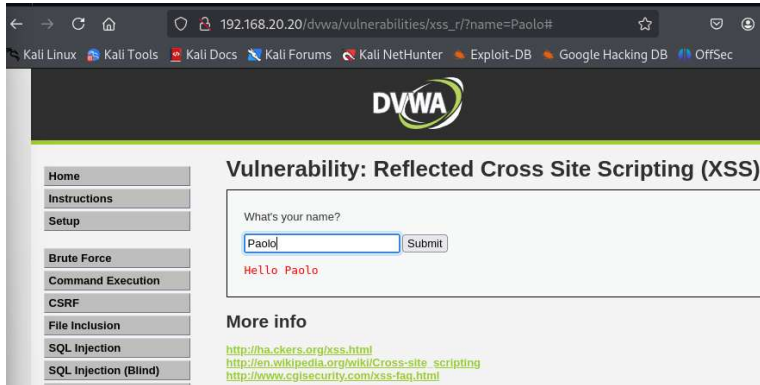 192.168.20.20/dvwa/vulnerabilities/xss_r/?name=Paolo#
Kali Linux Kali Tools Kali Docs Kali Forums Kali NetHunter Exploit-DB Google Hacking DB OffSec
DVWA
Home
Instructions
Setup
Brute Force
Command Execution
CSRF
File Inclusion
SQL Injection
SQL Injection (Blind)
Vulnerability: Reflected Cross Site Scripting (XSS)
What's your name?
Paolo Submit
Hello Paolo
More info
http://ha.ckers.org/xss.html
http://en.wikipedia.org/wiki/Cross-site_scripting
http://www.cgisecurity.com/xss-faq.html